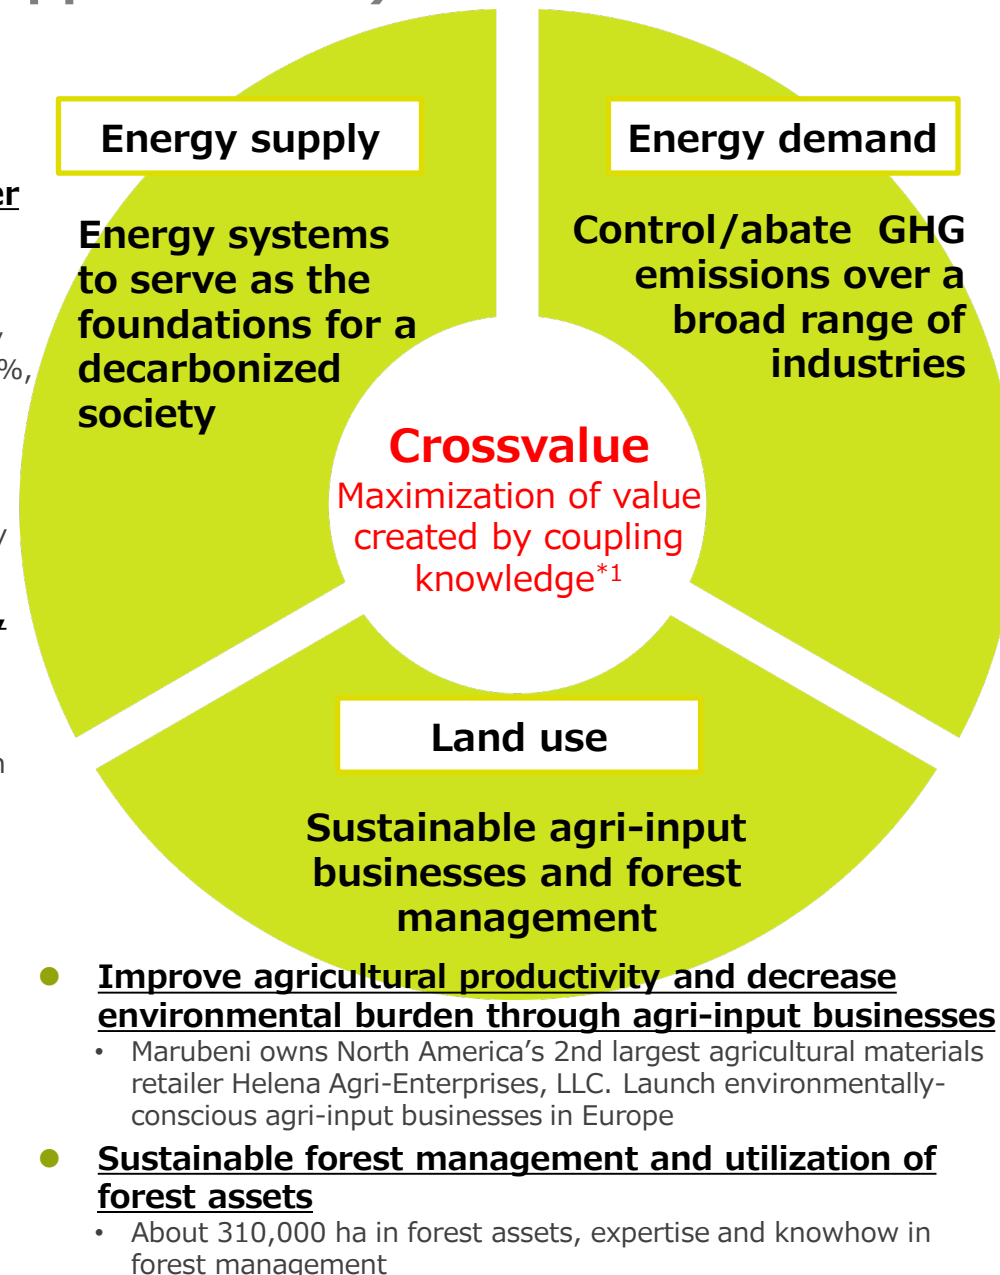 Energy supply
Energy systems
to serve as the
foundations for a
decarbonized
society
Energy demand
Control/abate GHG
emissions over a
broad range of
industries
Crossvalue
Maximization of value
created by coupling
knowledge*1
Land use
Sustainable agri-input
businesses and forest
management
● Improve agricultural productivity and decrease
environmental burden through agri-input businesses
• Marubeni owns North America’s 2nd largest agricultural materials
retailer Helena Agri-Enterprises, LLC. Launch environmentally-
conscious agri-input businesses in Europe
● Sustainable forest management and utilization of
forest assets
• About 310,000 ha in forest assets, expertise and knowhow in
forest management